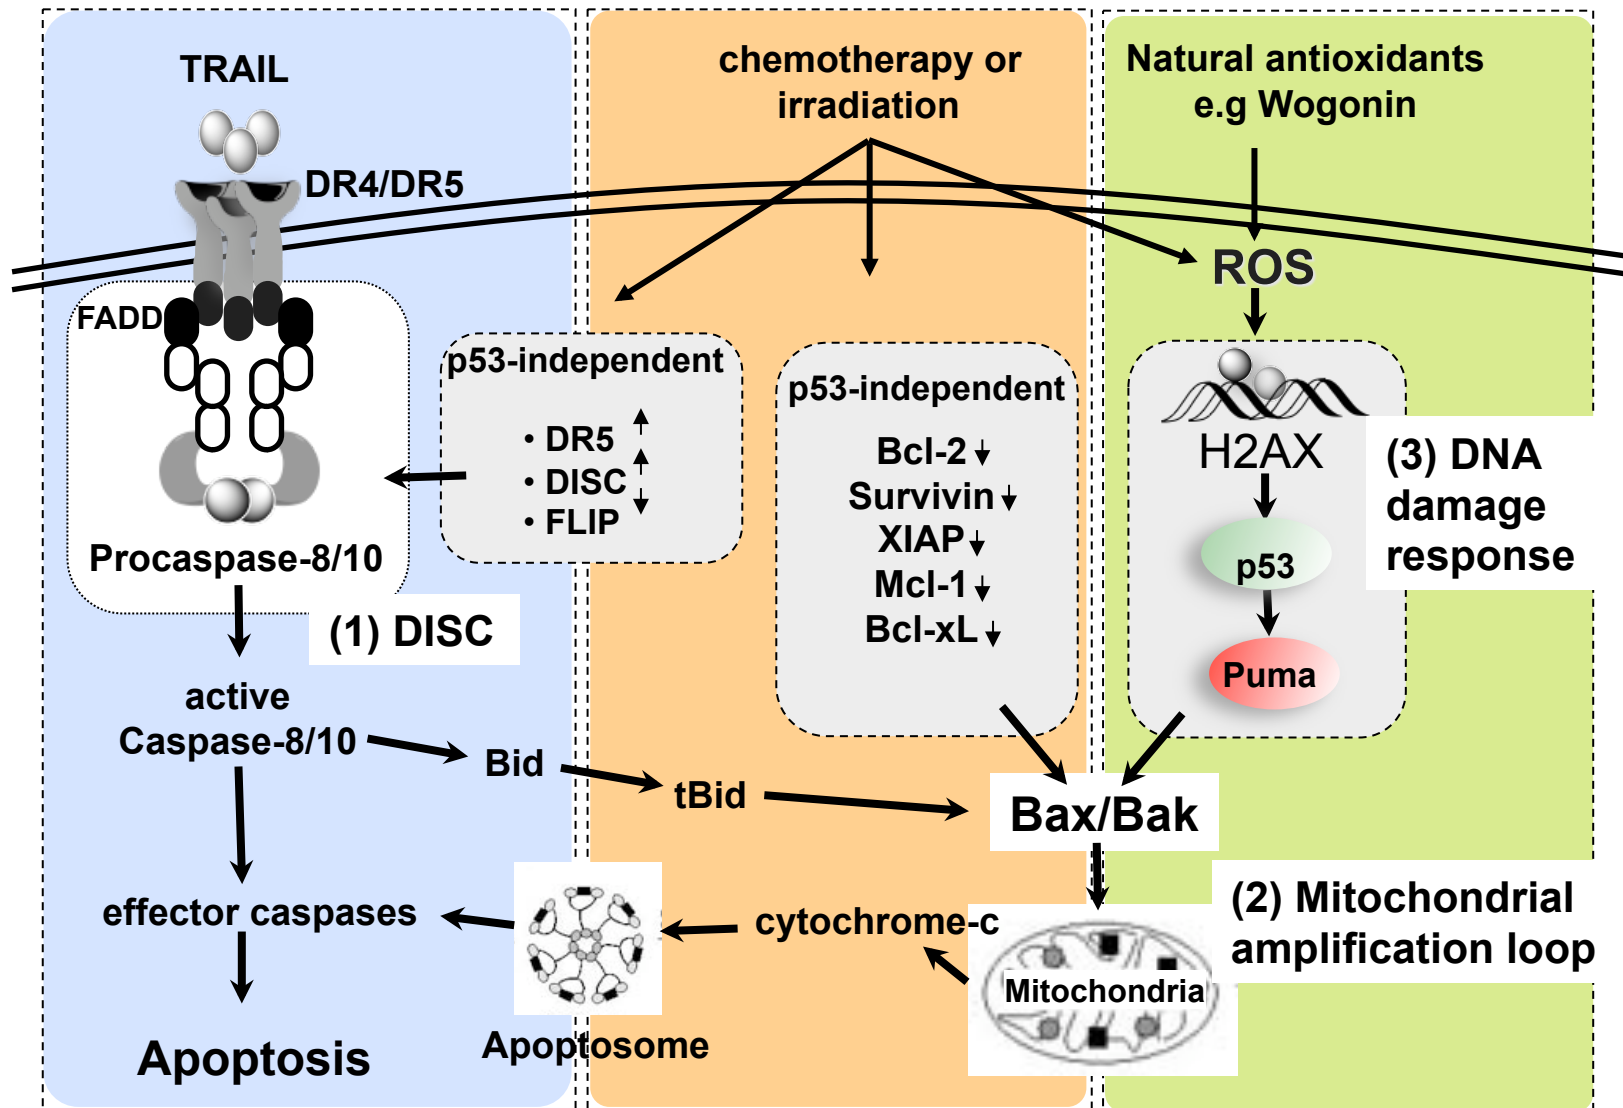 TRAIL
DR4/DR5
FADD
Procaspase-8/10
(1) DISC
active
Caspase-8/10
Bid
tBid
effector caspases
Apoptosis
p53-independent
• DR5
• DISC
• FLIP
chemotherapy or
irradiation
p53-independent
Bcl-2
Survivin
XIAP
Mcl-1
Bcl-xL
Natural antioxidants
e.g Wogonin
ROS
H2AX
p53
Puma
(3) DNA
damage
response
Bax/Bak
(2) Mitochondrial
amplification loop
Mitochondria
cytochrome-c
Apoptosome